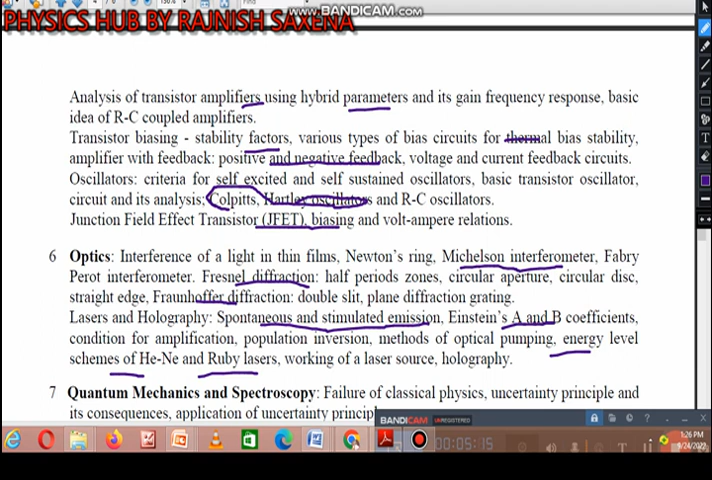 www.BANDICAM.com
PHYSICS HUB BY RAJNISH SAXENA
Analysis of transistor amplifiers using hybrid parameters and its gain frequency response, basic
idea of R-C coupled amplifiers.
Transistor biasing - stability factors, various types of bias circuits for thermal bias stability,
amplifier with feedback: positive and negative feedback, voltage and current feedback circuits.
Oscillators: criteria for self excited and self sustained oscillators, basic transistor oscillator,
circuit and its analysis; Colpitts, Hartley oscillators and R-C oscillators.
Junction Field Effect Transistor (JFET), biasing and volt-ampere relations.
6 Optics: Interference of a light in thin films, Newton's ring, Michelson interferometer, Fabry
Perot interferometer. Fresnel diffraction: half periods zones, circular aperture, circular disc,
straight edge, Fraunhoffer diffraction: double slit, plane diffraction grating.
Lasers and Holography: Spontaneous and stimulated emission, Einstein's A and B coefficients,
condition for amplification, population inversion, methods of optical pumping, energy level
schemes of He-Ne and Ruby lasers, working of a laser source, holography.
7 Quantum Mechanics and Spectroscopy: Failure of classical physics, uncertainty principle and
its consequences, application of uncertainty princip
BANDICAM UNREGISTERED
00:05:15
1:26 PM
9/24/2022